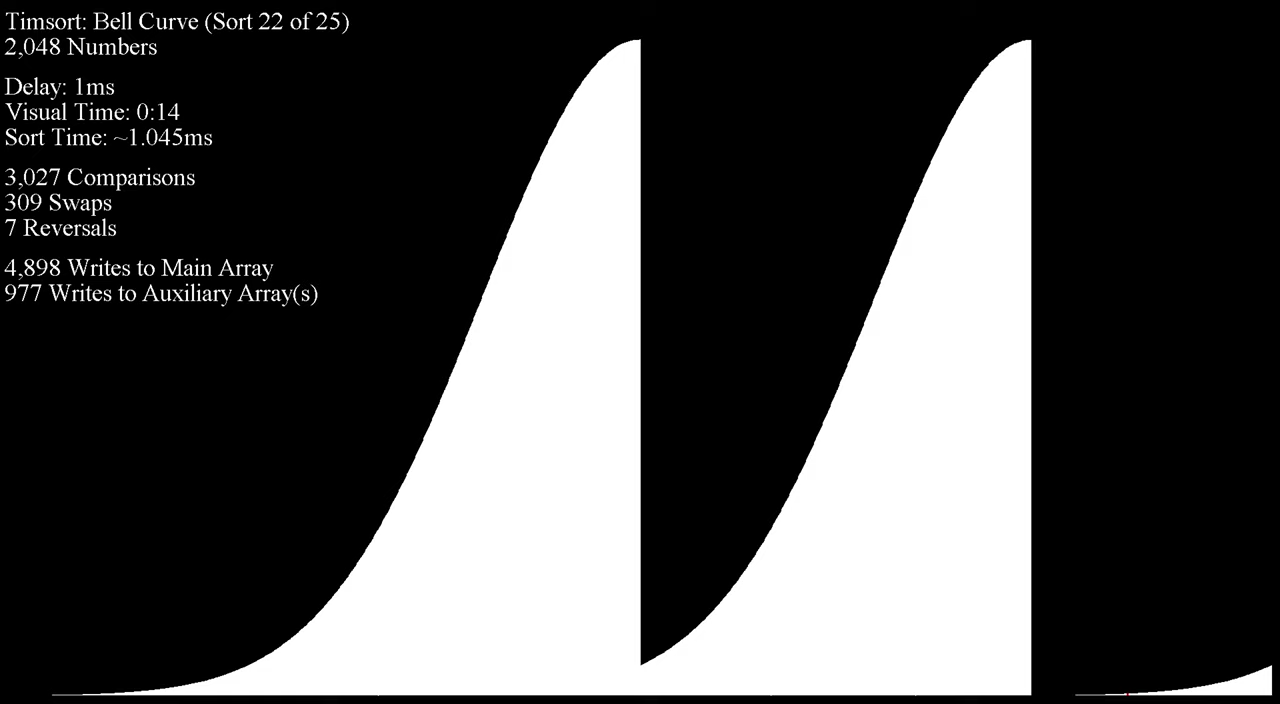 Timsort: Bell Curve (Sort 22 of 25)
2,048 Numbers
Delay: 1ms
Visual Time: 0:14
Sort Time: ~1.045ms
3,027 Comparisons
309 Swaps
7 Reversals
4,898 Writes to Main Array
977 Writes to Auxiliary Array(s)